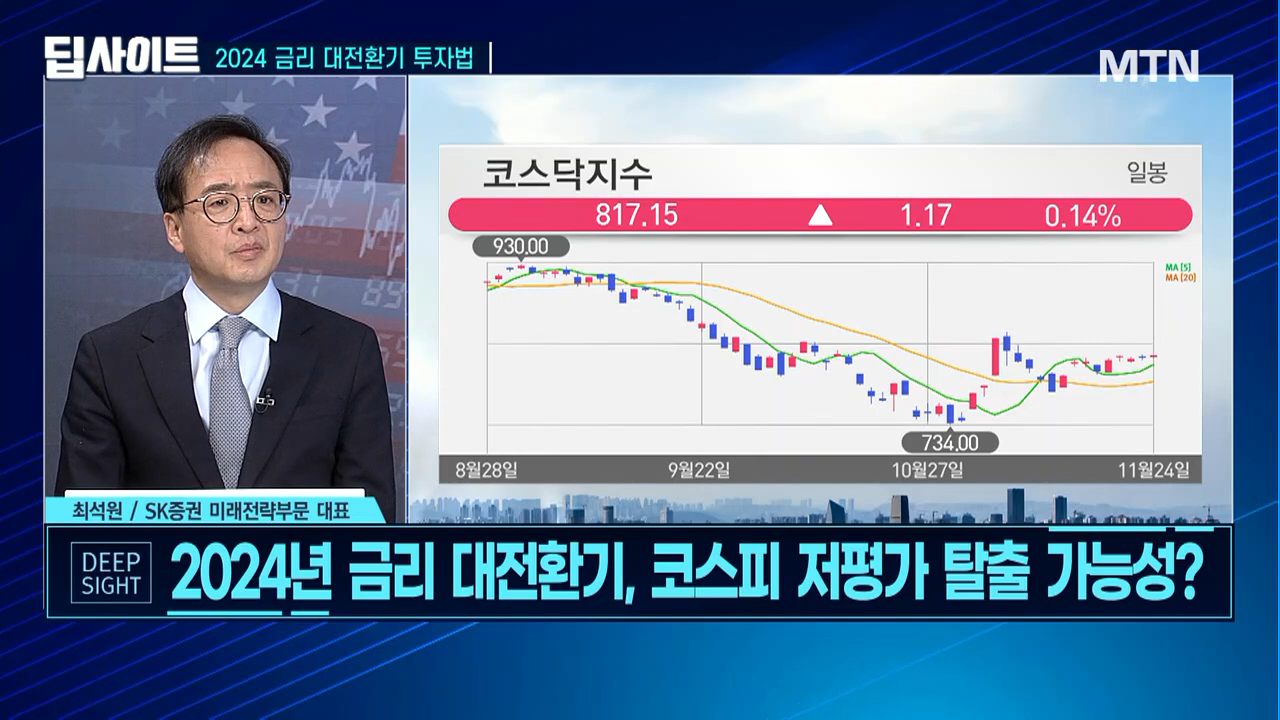 딥사이트 2024 금리 대전환기 투자법
MTN
코스닥지수 일봉
817.15 ▲ 1.17 0.14%
930.00
MA [5]
MA [20]
734.00
8월28일 9월22일 10월27일 11월24일
최석원 / SK증권 미래전략부문 대표
DEEP
SIGHT
2024년 금리 대전환기, 코스피 저평가 탈출 가능성?